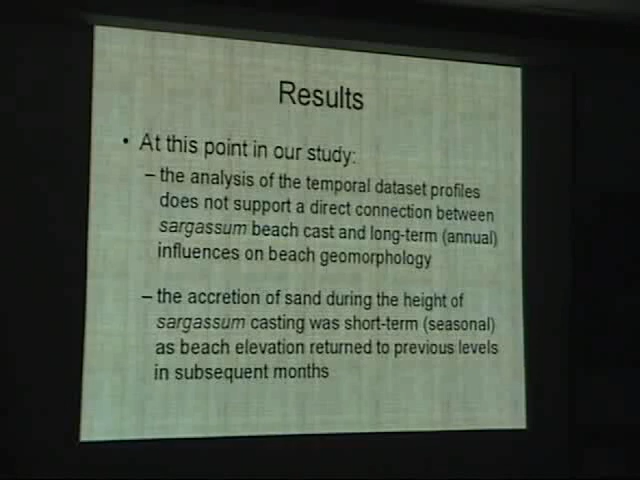 Results
• At this point in our study:
– the analysis of the temporal dataset profiles
does not support a direct connection between
sargassum beach cast and long-term (annual)
influences on beach geomorphology
– the accretion of sand during the height of
sargassum casting was short-term (seasonal)
as beach elevation returned to previous levels
in subsequent months